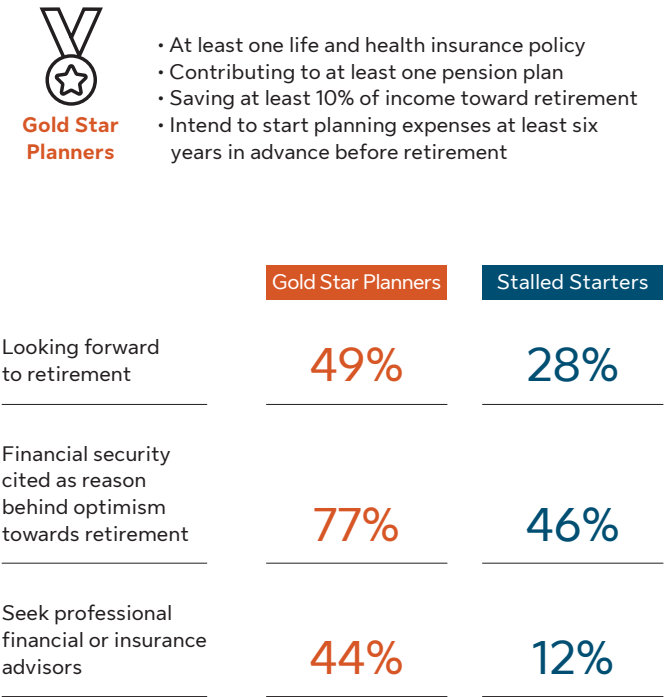 Gold Star
Planners
• At least one life and health insurance policy
• Contributing to at least one pension plan
• Saving at least 10% of income toward retirement
• Intend to start planning expenses at least six
years in advance before retirement
Gold Star Planners
Stalled Starters
Looking forward
to retirement
49%
28%
Financial security
cited as reason
behind optimism
towards retirement
77%
46%
Seek professional
financial or insurance
advisors
44%
12%